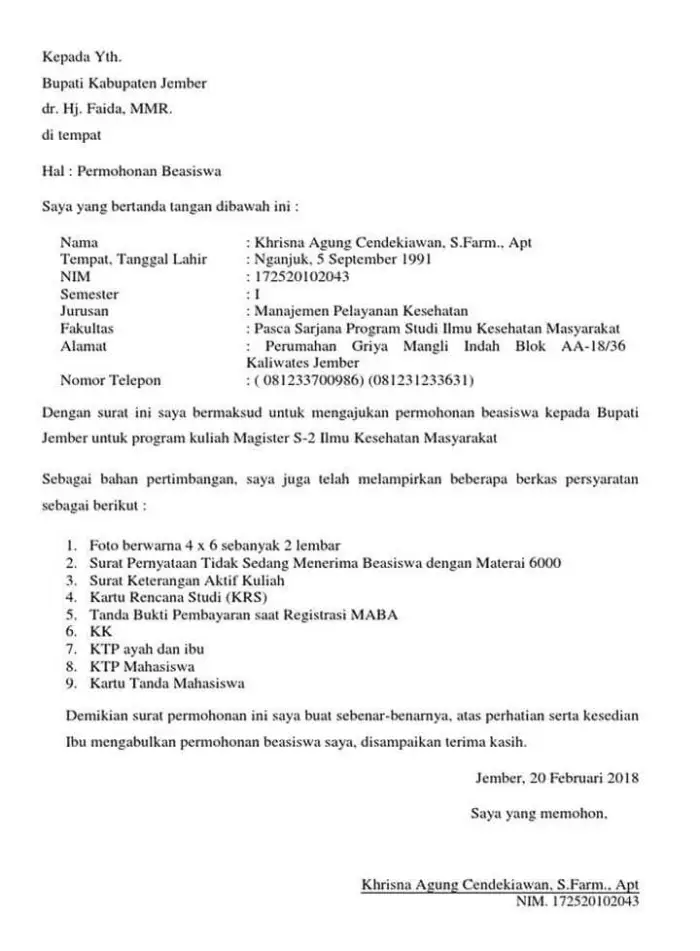 Kepada Yth.
Bupati Kabupaten Jember
dr. Hj. Faida, MMR.
di tempat
Hal : Permohonan Beasiswa
Saya yang bertanda tangan dibawah ini :
Nama : Khrisna Agung Cendekiawan, S.Farm., Apt
Tempat, Tanggal Lahir : Nganjuk, 5 September 1991
NIM : 172520102043
Semester : I
Jurusan : Manajemen Pelayanan Kesehatan
Fakultas : Pasca Sarjana Program Studi Ilmu Kesehatan Masyarakat
Alamat : Perumahan Griya Mangli Indah Blok AA-18/36
Kaliwates Jember
Nomor Telepon : ( 081233700986) (081231233631)
Dengan surat ini saya bermaksud untuk mengajukan permohonan beasiswa kepada Bupati
Jember untuk program kuliah Magister S-2 Ilmu Kesehatan Masyarakat
Sebagai bahan pertimbangan, saya juga telah melampirkan beberapa berkas persyaratan
sebagai berikut :
1. Foto berwarna 4 x 6 sebanyak 2 lembar
2. Surat Pernyataan Tidak Sedang Menerima Beasiswa dengan Materai 6000
3. Surat Keterangan Aktif Kuliah
4. Kartu Rencana Studi (KRS)
5. Tanda Bukti Pembayaran saat Registrasi MABA
6. KK
7. KTP ayah dan ibu
8. KTP Mahasiswa
9. Kartu Tanda Mahasiswa
Demikian surat permohonan ini saya buat sebenar-benarnya, atas perhatian serta kesedian
Ibu mengabulkan permohonan beasiswa saya, disampaikan terima kasih.
Jember, 20 Februari 2018
Saya yang memohon,
Khrisna Agung Cendekiawan, S.Farm., Apt
NIM. 172520102043